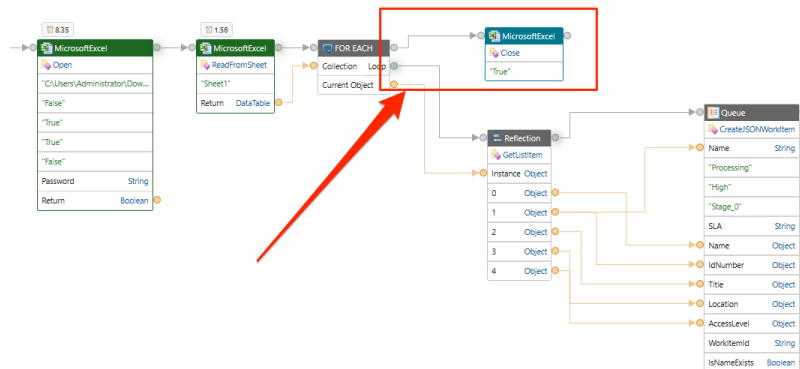 8.35
MicrosoftExcel
Open
"C:\Users\Administrator\Dow...
"False"
"True"
"True"
"False"
Password String
Return Boolean
1.56
MicrosoftExcel
ReadFromSheet
"Sheet1"
Return DataTable
FOR EACH
Collection Loop
Current Object
MicrosoftExcel
Close
"True"
Reflection
GetListItem
Instance Object
0 Object
1 Object
2 Object
3 Object
4 Object
Queue
CreateJSONWorkItem
Name String
"Processing"
"High"
"Stage_0"
SLA String
Name Object
IdNumber Object
Title Object
Location Object
AccessLevel Object
WorkItemId String
IsNameExists Boolean